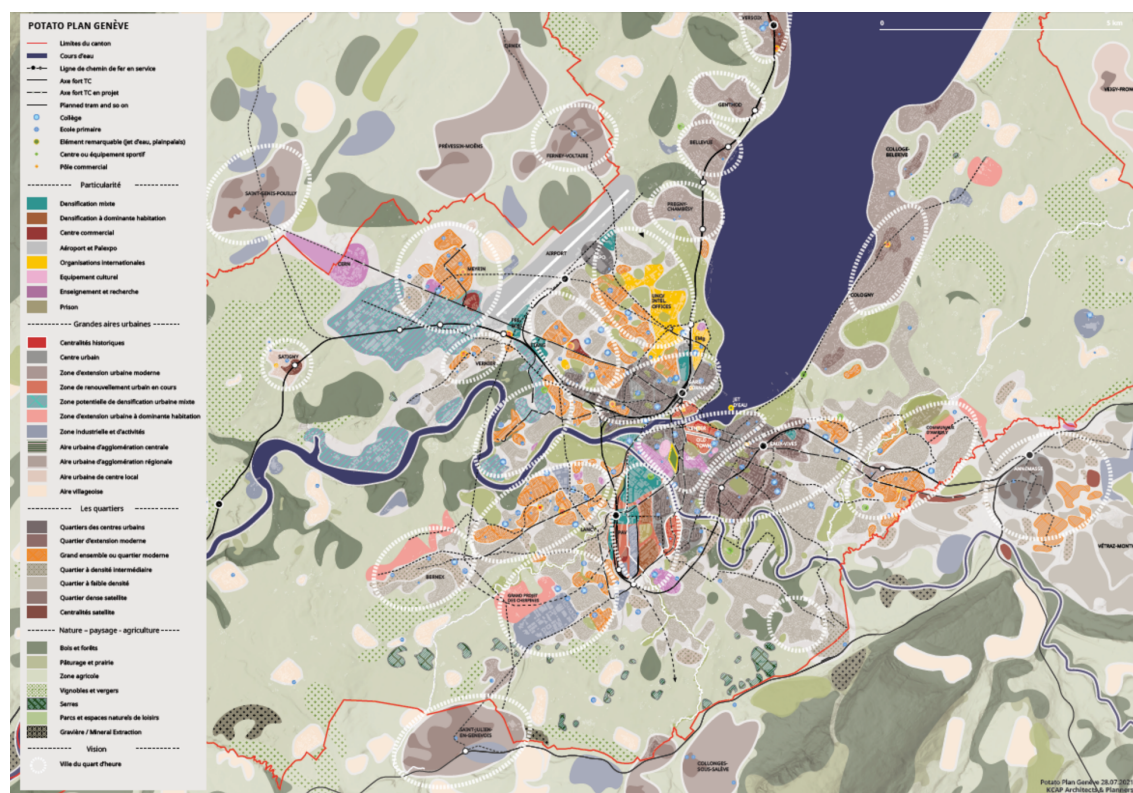 POTATO PLAN GENÈVE
Limites du canton
Cours d'eau
Ligne de chemin de fer en service
Axe fort TC
Axe fort TC en projet
Planned tram and so on
Collège
Ecole primaire
Elément remarquable (jet d'eau, plainpalais)
Centre ou équipement sportif
Pôle commercial
Particularité
Densification mixte
Densification à dominante habitation
Centre commercial
Aéroport et Palexpo
Organisations internationales
Equipement culturel
Enseignement et recherche
Prison
Grandes aires urbaines
Centralités historiques
Centre urbain
Zone d'extension urbaine moderne
Zone de renouvellement urbain en cours
Zone potentielle de densification urbaine mixte
Zone d'extension urbaine à dominante habitation
Zone industrielle et d'activités
Aire urbaine d'agglomération centrale
Aire urbaine d'agglomération régionale
Aire urbaine de centre local
Aire villageoise
Les quartiers
Quartiers des centres urbains
Quartier d'extension moderne
Grand ensemble ou quartier moderne
Quartier à densité intermédiaire
Quartier à faible densité
Quartier dense satellite
Centralités satellite
Nature – paysage - agriculture
Bois et forêts
Pâturage et prairie
Zone agricole
Vignobles et vergers
Serres
Parcs et espaces naturels de loisirs
Gravière / Mineral Extraction
Vision
Ville du quart d'heure
0
5 km
VERSOIX
ORNEX
GENTHOD
BELLEVUE
PRÉVESSIN-MOËNS
FERNEY-VOLTAIRE
COLLOGE-
BELERIVE
SAINT-GENIS-POUILLY
PREGNY-
CHAMBÉSY
AIRPORT
CERN
MEYRIN
COLOGNY
SATIGNY
VERNIER
JET
D'EAU
EAUX-VIVES
ANNEMASSE
LANCY
VÉTRAZ-MONTH
BERNEX
GRAND PROJET
DES CHERPINES
SAINT-JULIEN-
EN-GENEVOIS
COLLONGES-
SOUS-SALÈVE
Potato Plan Genève 28.07.2021
KCAP Architects & Planners